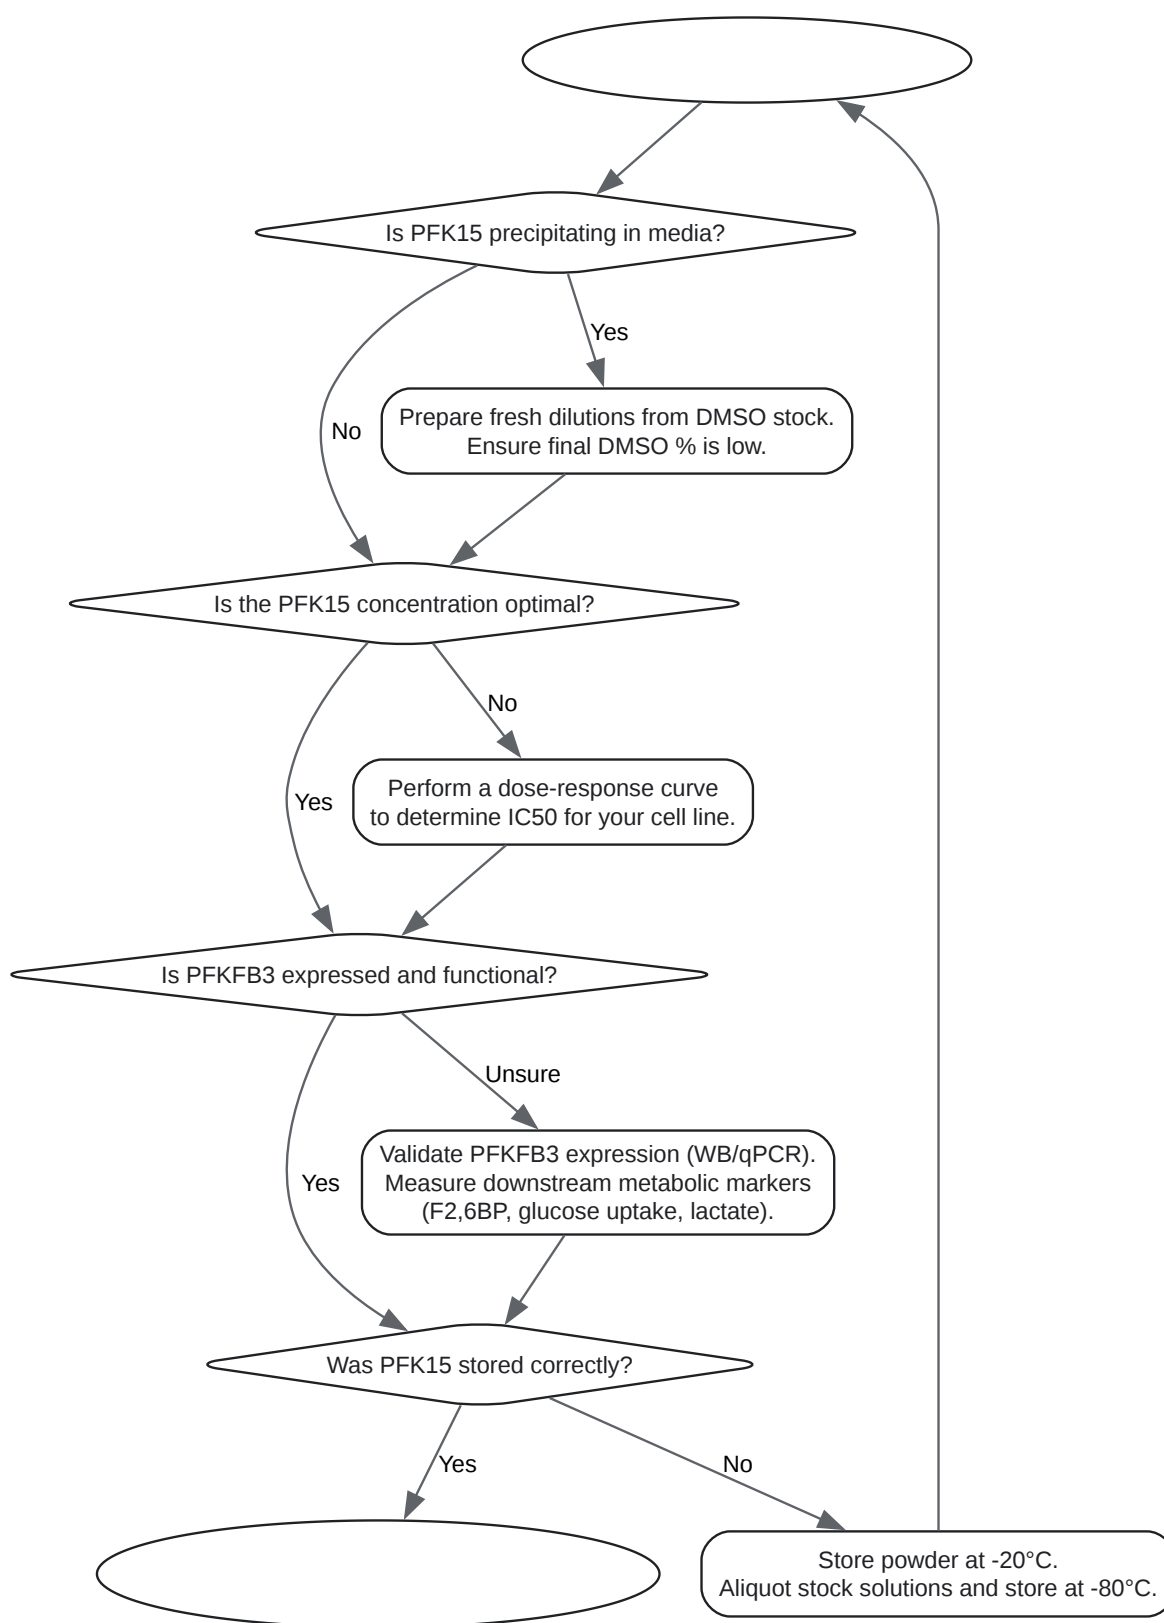 Is PFK15 precipitating in media?
Yes
No
Prepare fresh dilutions from DMSO stock.
Ensure final DMSO % is low.
Is the PFK15 concentration optimal?
No
Yes
Perform a dose-response curve
to determine IC50 for your cell line.
Is PFKFB3 expressed and functional?
Unsure
Yes
Validate PFKFB3 expression (WB/qPCR).
Measure downstream metabolic markers
(F2,6BP, glucose uptake, lactate).
Was PFK15 stored correctly?
Yes
No
Store powder at -20°C.
Aliquot stock solutions and store at -80°C.